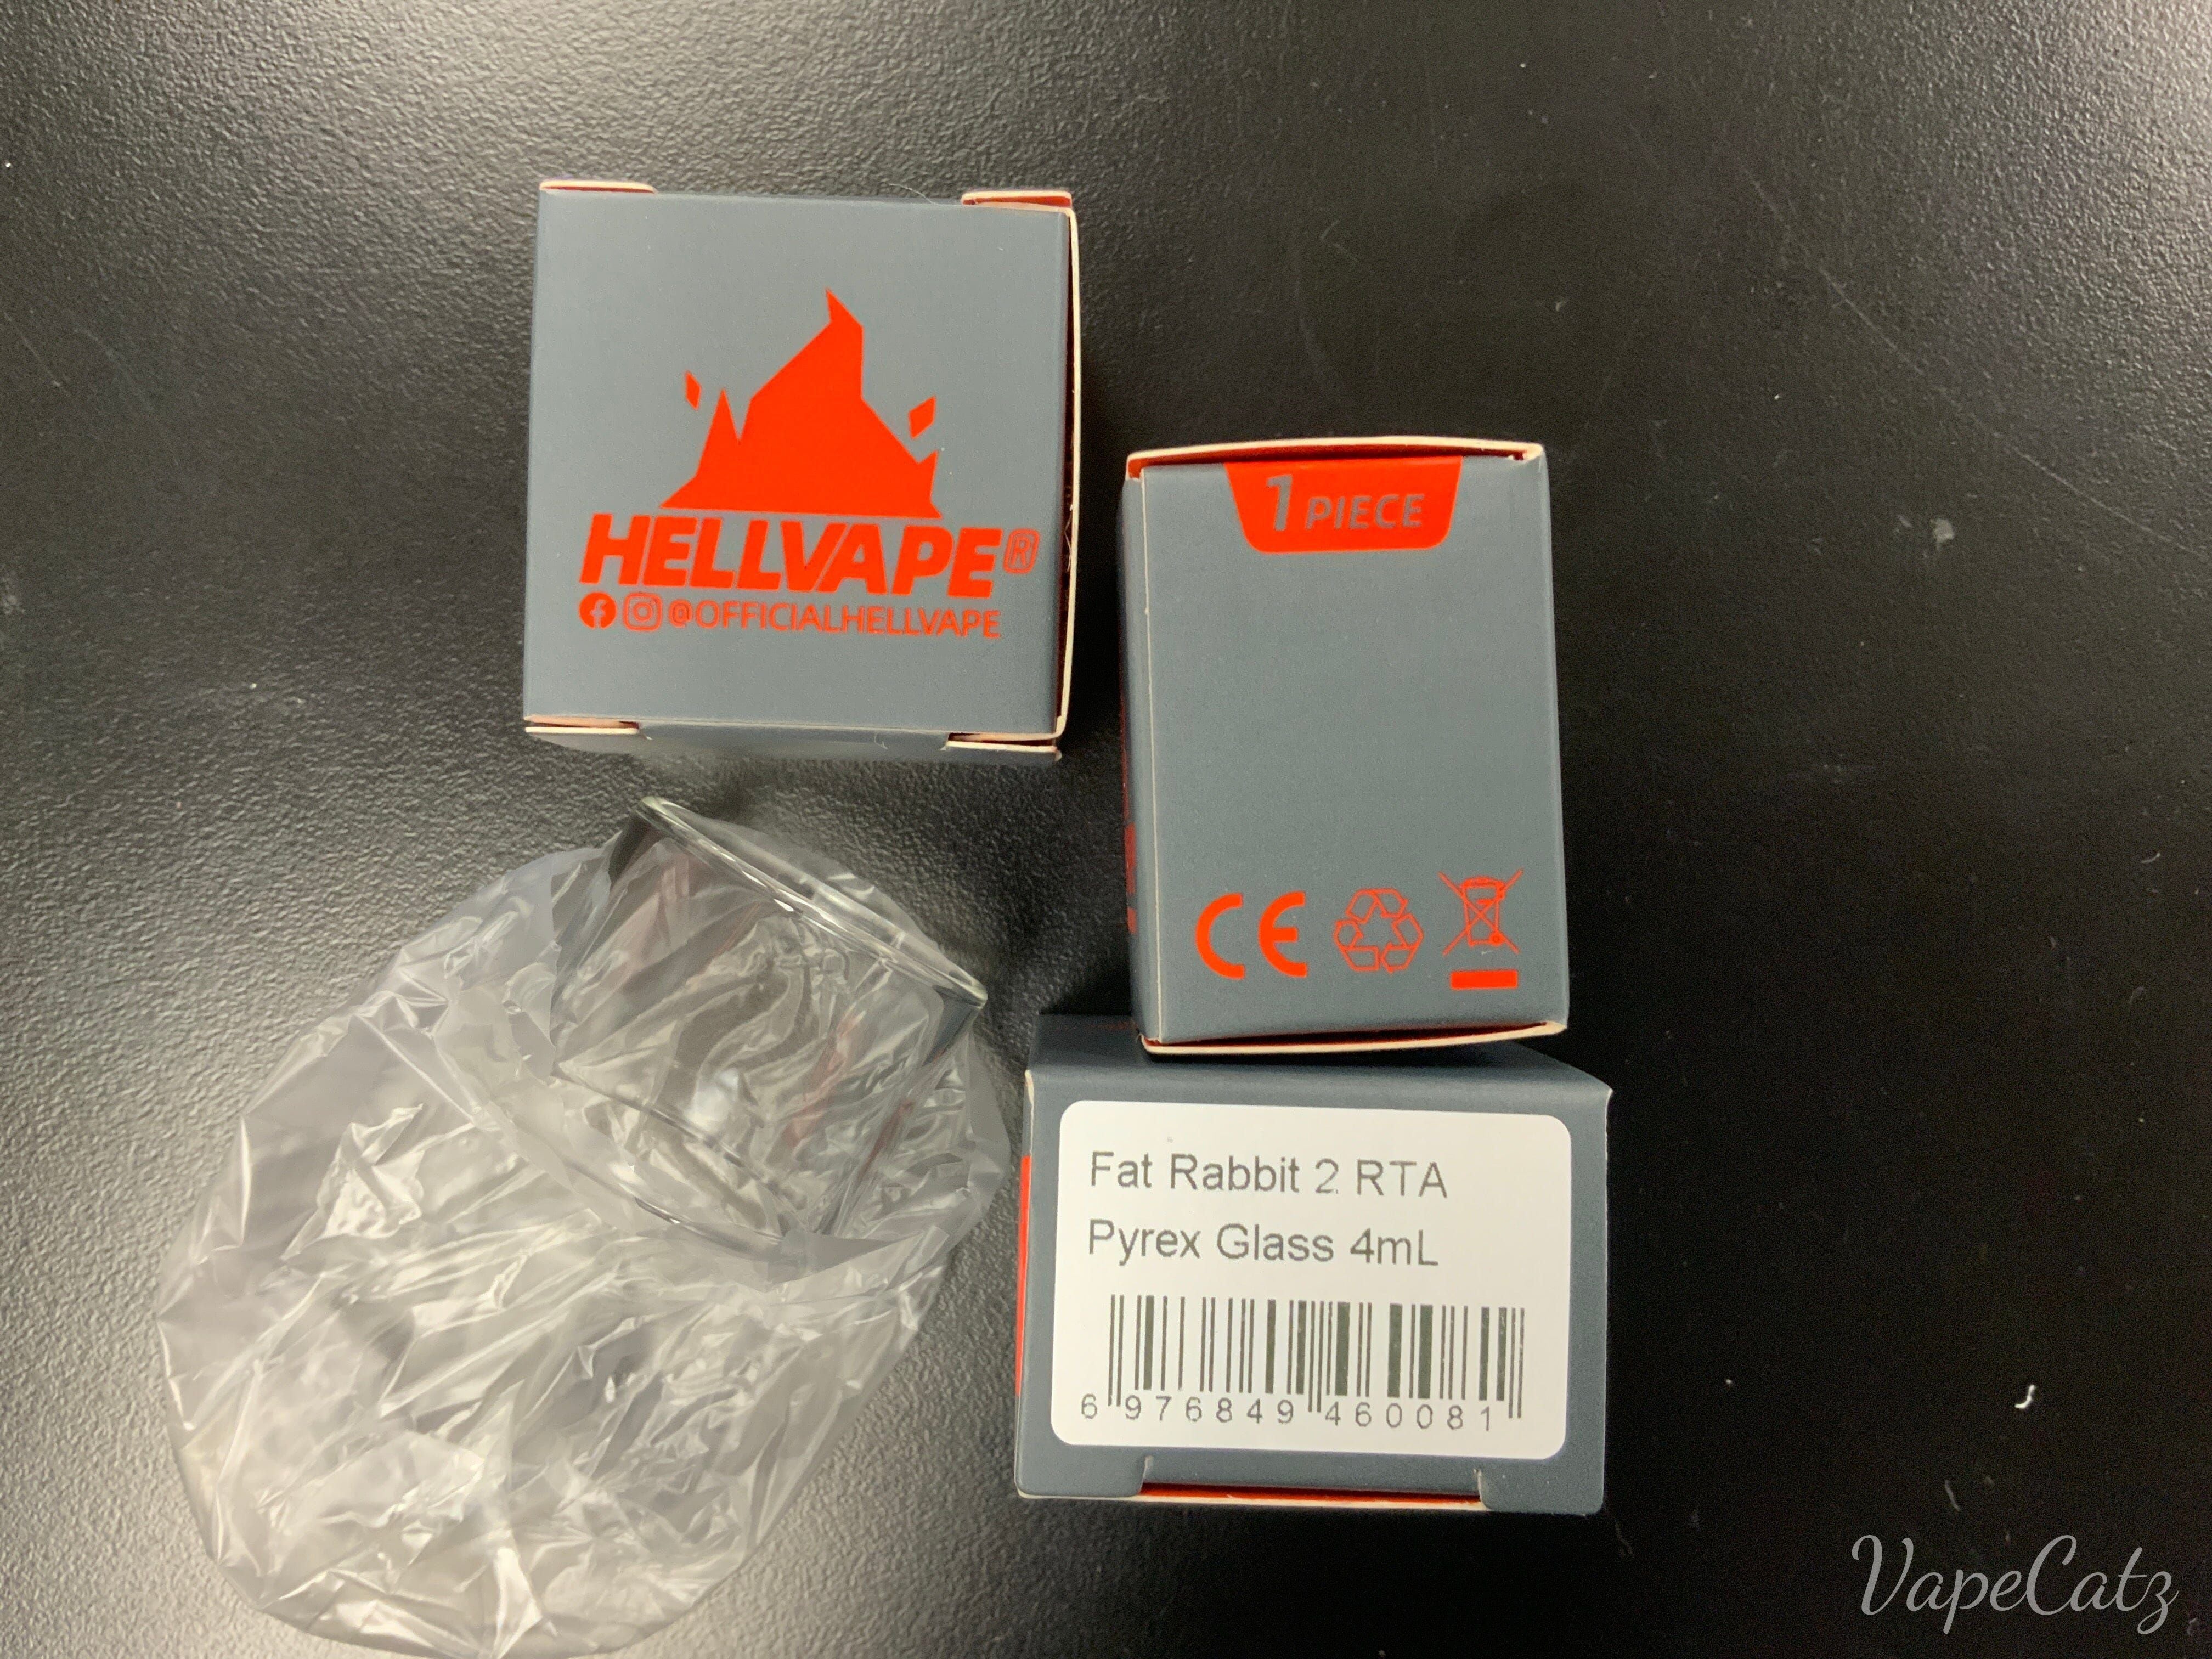 HELLVAPE®
@OFFICIALHELLVAPE
1 PIECE
CE
Fat Rabbit 2 RTA
Pyrex Glass 4mL
6 976849 460081
VapeCatz